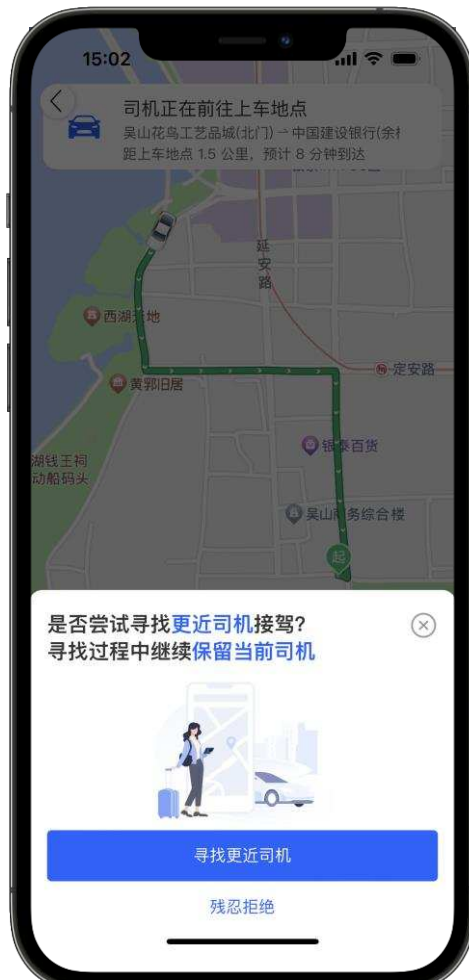 15:02
司机正在前往上车地点
吴山花鸟工艺品城(北门)→中国建设银行(余杭
距上车地点 1.5 公里，预计 8 分钟到达
延安路
西湖天地
定安路
黄郭旧居
银泰百货
湖钱王祠
动船码头
吴山商务综合楼
起
是否尝试寻找更近司机接驾?
寻找过程中继续保留当前司机
寻找更近司机
残忍拒绝